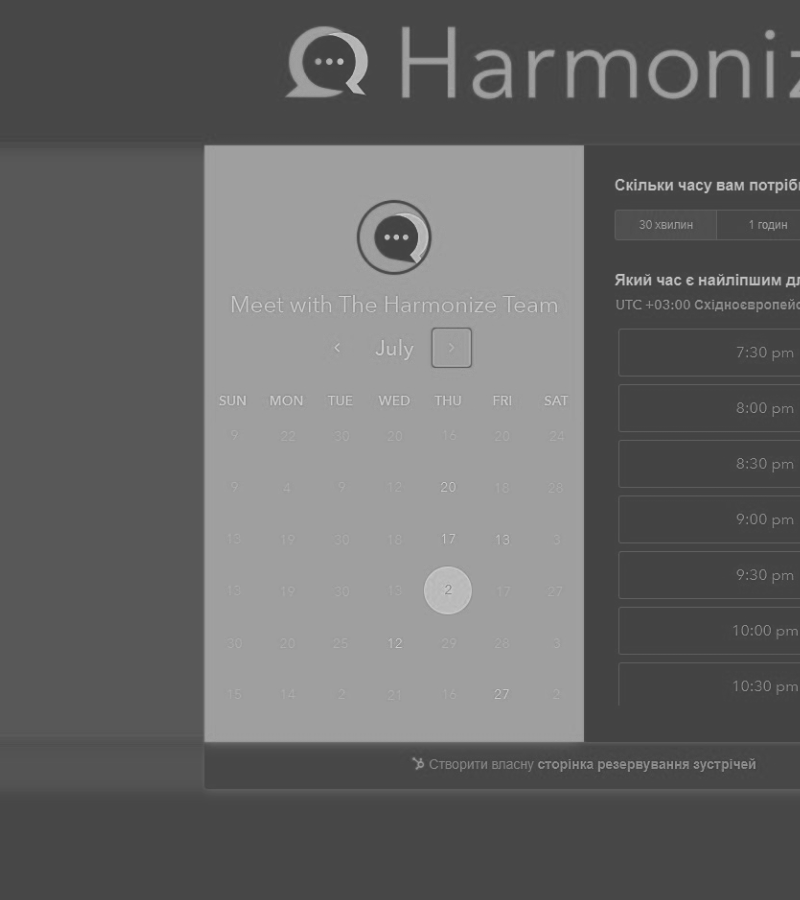 Harmoniz
Meet with The Harmonize Team
July
SUN MON TUE WED THU FRI SAT
9 22 30 20 16 20 24
9 4 9 12 20 18 26
13 19 30 18 17 13 3
13 19 30 13 2 17 27
30 20 25 12 29 28 3
15 14 2 21 16 27 2
Скільки часу вам потріб
30 хвилин 1 годин
Який час є найліпшим д
UTC +03:00 Східноєвропейс
7:30 pm
8:00 pm
8:30 pm
9:00 pm
9:30 pm
10:00 pm
10:30 pm
Створити власну сторінка резервування зустрічей